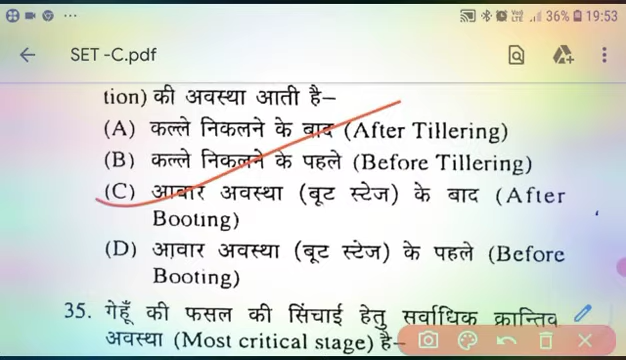 36% 19:53
SET -C.pdf
tion) की अवस्था आती है–
(A) कल्ले निकलने के बाद (After Tillering)
(B) कल्ले निकलने के पहले (Before Tillering)
(C) आवार अवस्था (बूट स्टेज) के बाद (After
Booting)
(D) आवार अवस्था (बूट स्टेज) के पहले (Before
Booting)
35. गेहूँ की फसल की सिंचाई हेतु सर्वाधिक क्रान्तिव
अवस्था (Most critical stage) है–